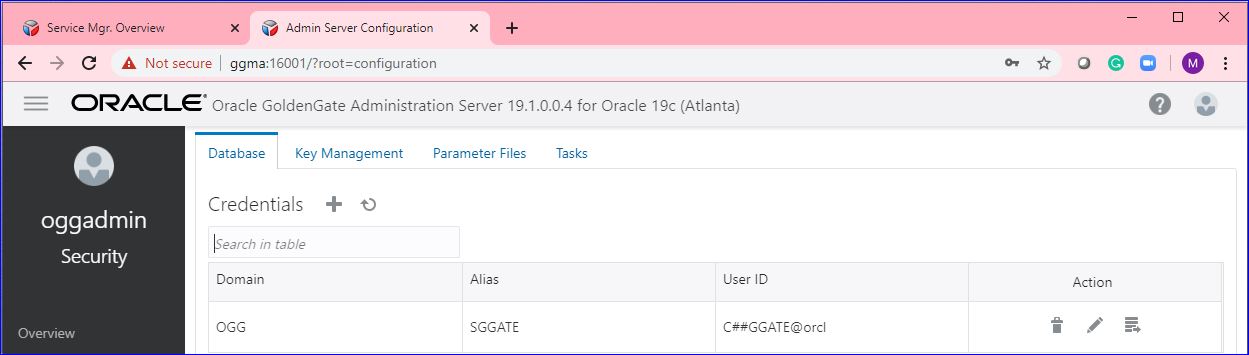 Service Mgr. Overview
Admin Server Configuration
Not secure
ggma:16001/?root=configuration
M
ORACLE® Oracle GoldenGate Administration Server 19.1.0.0.4 for Oracle 19c (Atlanta)
?
oggadmin
Security
Overview
Database Key Management Parameter Files Tasks
Credentials
Search in table
Domain Alias User ID Action
OGG SGGATE C##GGATE@orcl